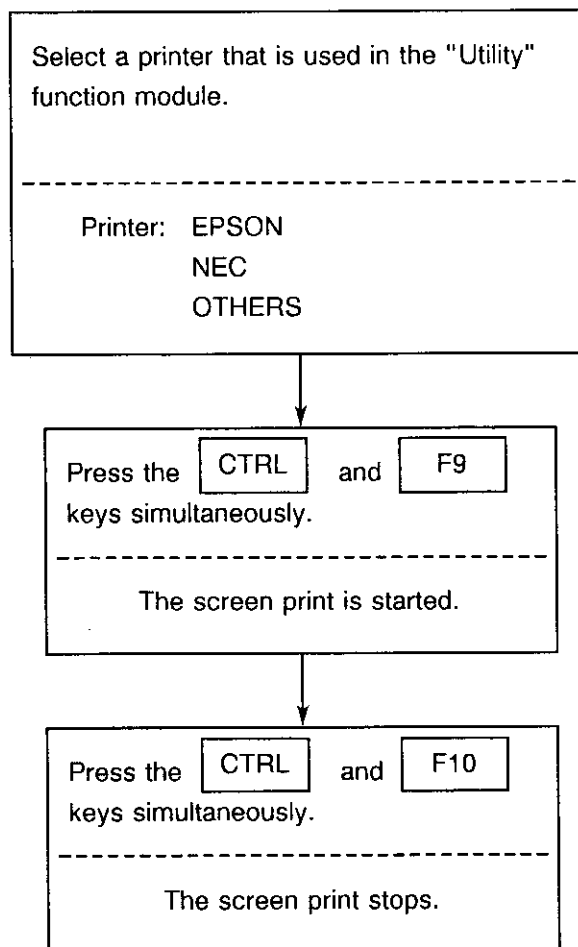 Select a printer that is used in the "Utility"
function module.
Printer: EPSON
NEC
OTHERS
Press the CTRL and F9
keys simultaneously.
The screen print is started.
Press the CTRL and F10
keys simultaneously.
The screen print stops.